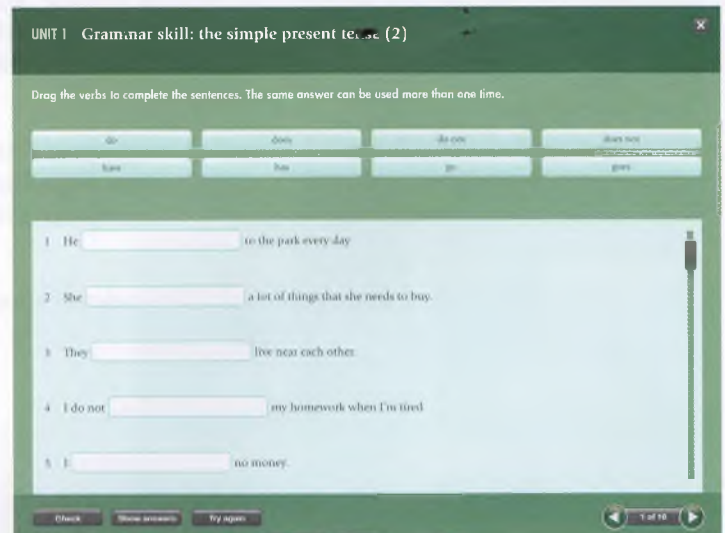 UNIT 1 Grammar skill: the simple present tense (2)
Drag the verbs to complete the sentences. The same answer can be used more than one time.
do does do not does not
have has go goes
1 He to the park every day
2 She a lot of things that she needs to buy.
3 They live near each other
4 I do not my homework when I'm tired
5 I no money.
Check Show answers Try again 1 of 10